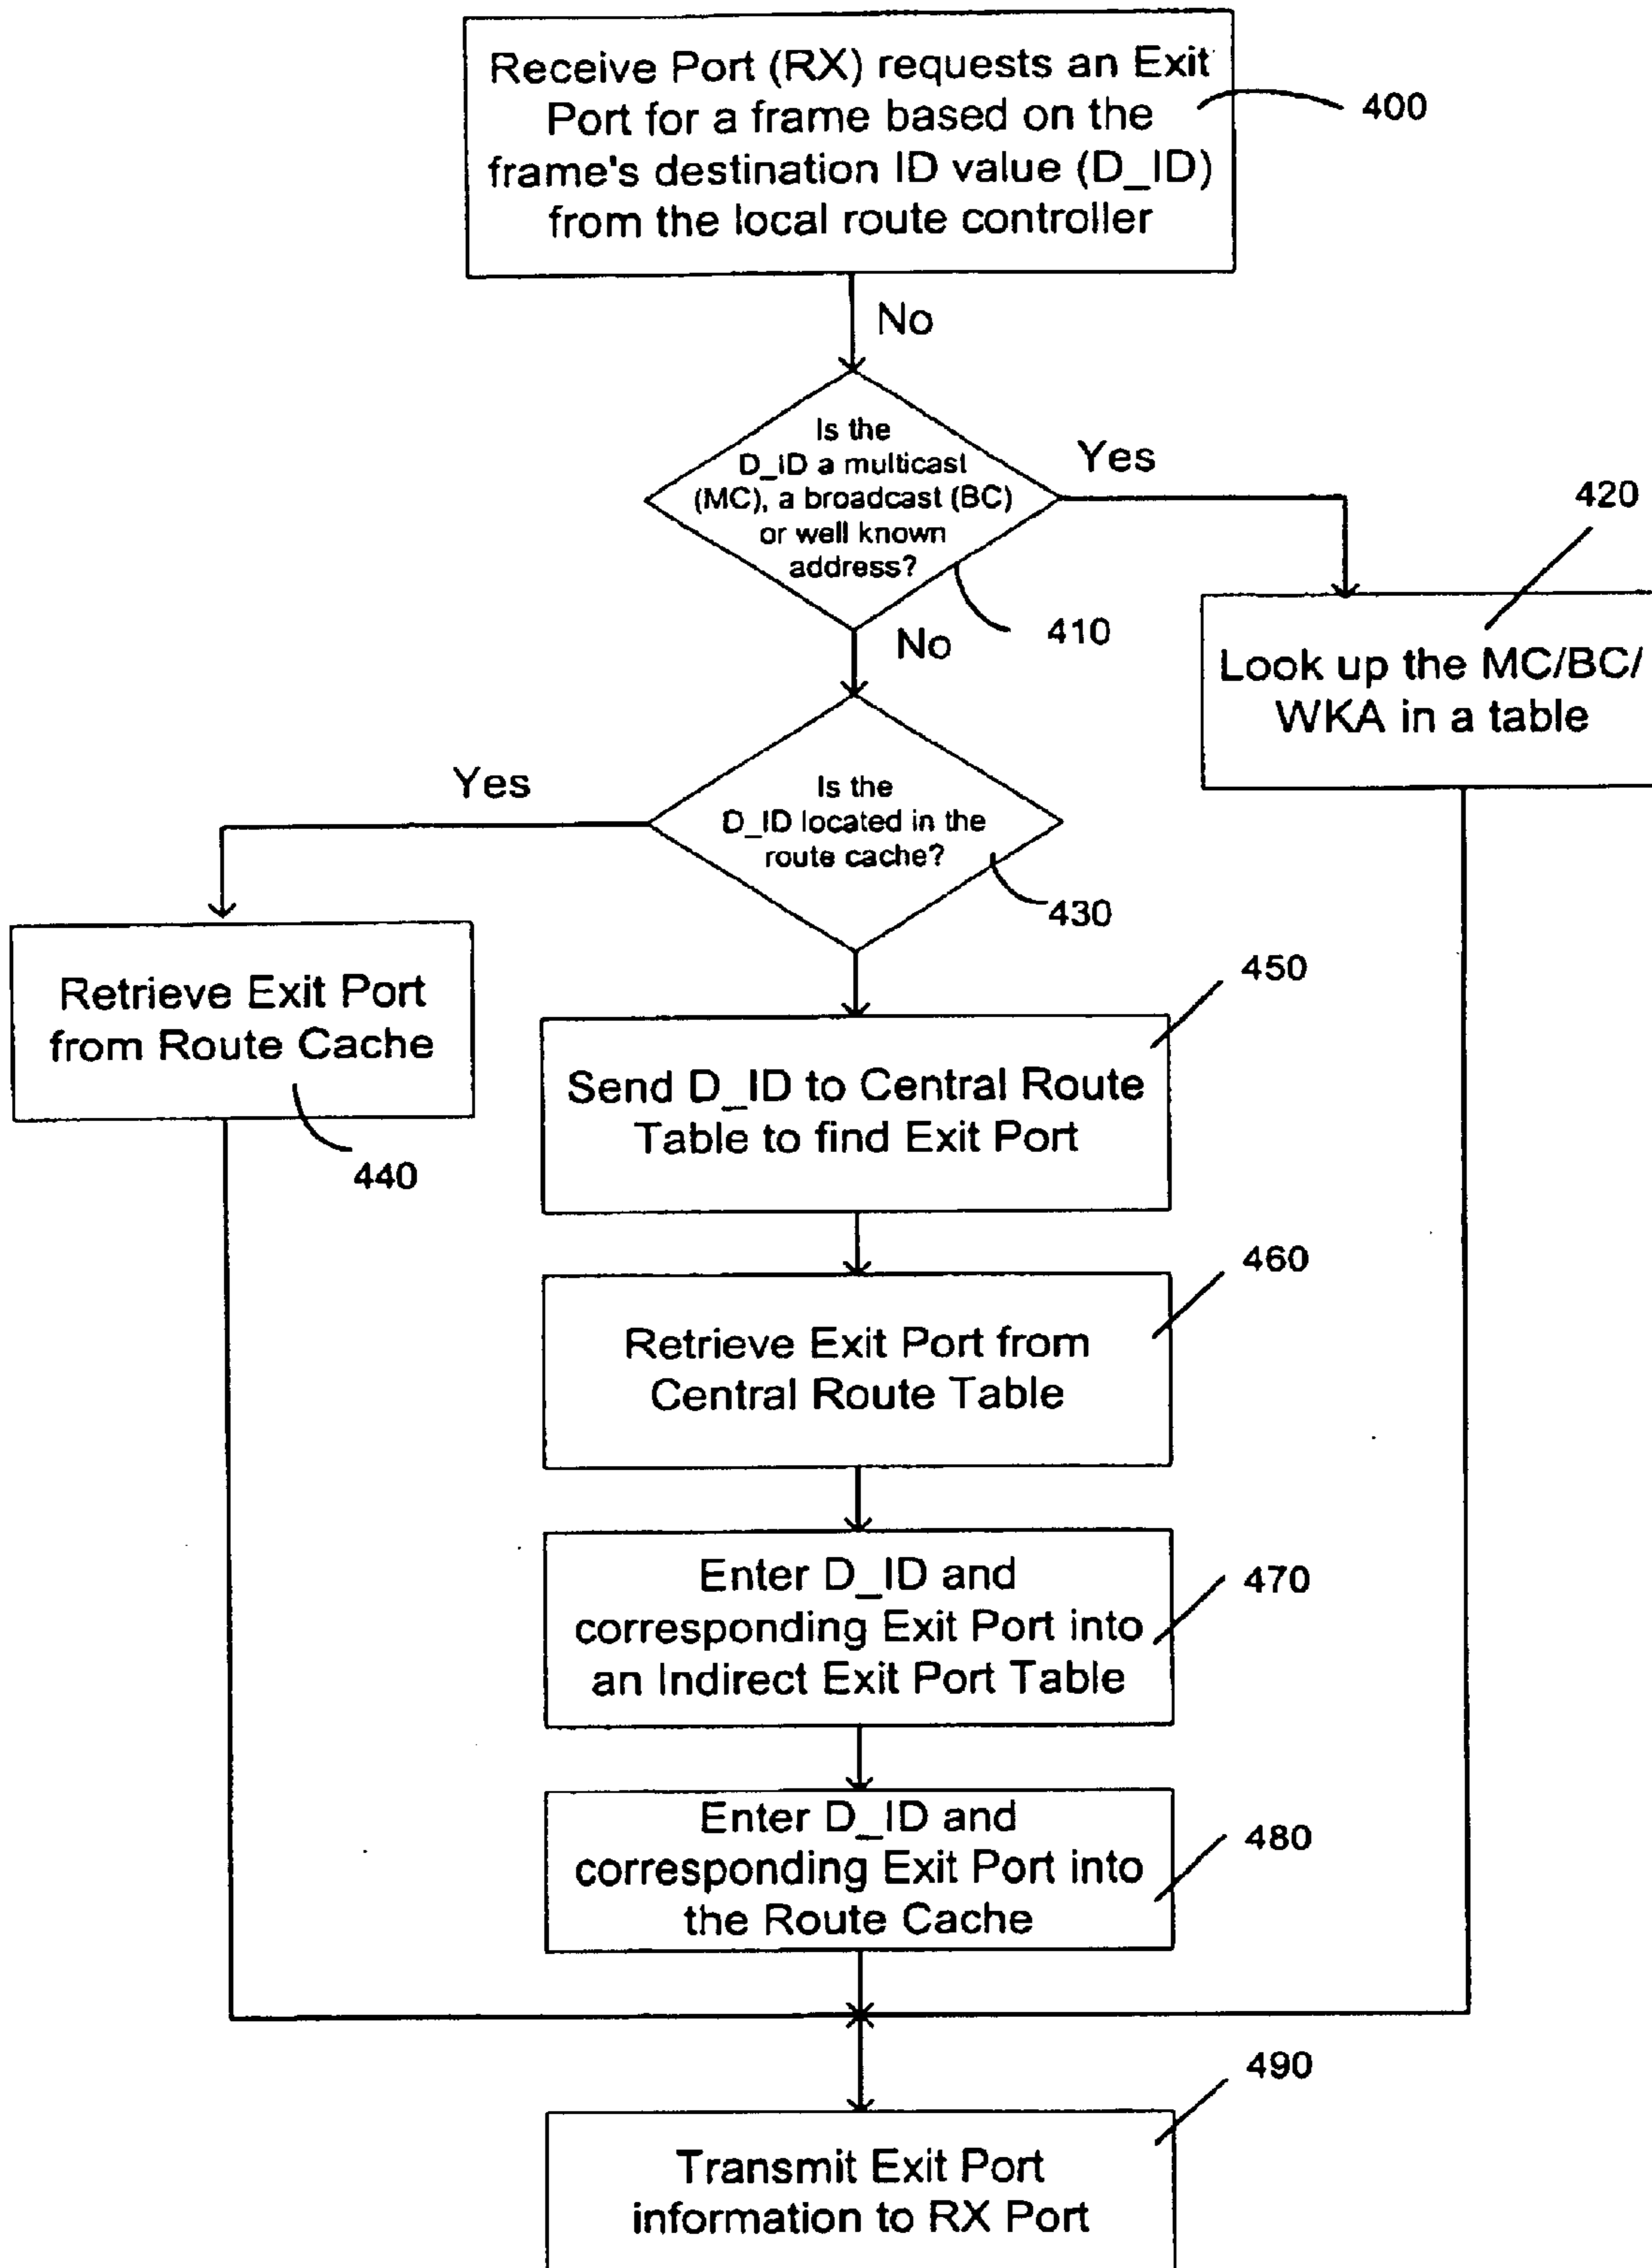 Receive Port (RX) requests an Exit
Port for a frame based on the
frame's destination ID value (D_ID)
from the local route controller
400
No
Is the
D_ID a multicast
(MC), a broadcast (BC)
or well known
address?
Yes
410
420
Look up the MC/BC/
WKA in a table
No
Yes
Is the
D_ID located in the
route cache?
430
Retrieve Exit Port
from Route Cache
440
450
Send D_ID to Central Route
Table to find Exit Port
460
Retrieve Exit Port from
Central Route Table
Enter D_ID and
corresponding Exit Port into
an Indirect Exit Port Table
470
Enter D_ID and
corresponding Exit Port into
the Route Cache
480
490
Transmit Exit Port
information to RX Port